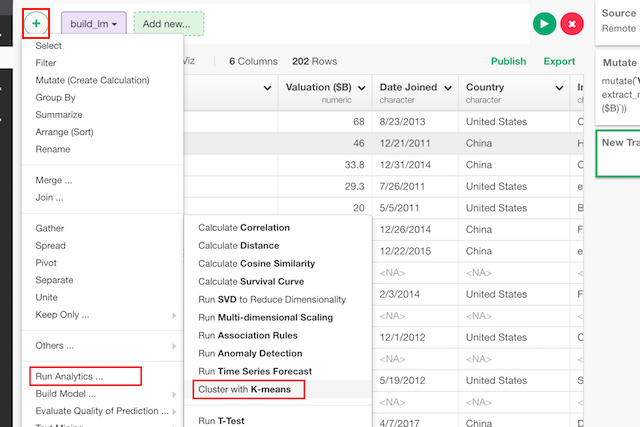 + build_lm Add new...
Source
Remote
Select
Filter
Mutate (Create Calculation)
Group By
Summarize
Arrange (Sort)
Rename
Merge ...
Join ...
Gather
Spread
Pivot
Separate
Unite
Keep Only ...
Others ...
Run Analytics ...
Build Model ...
Evaluate Quality of Prediction ...
Viz 6 Columns 202 Rows Publish Export
Valuation ($B) Date Joined Country
numeric character character
68 8/23/2013 United States
46 12/21/2011 China
33.8 12/31/2014 China
29.3 7/26/2011 United States
20 5/5/2011 United States
12/26/2014 China
12/22/2015 China
<NA> <NA>
2/3/2014 United States
<NA> <NA>
12/1/2012 United States
<NA> <NA>
5/19/2012 United States
<NA> <NA>
4/7/2017 China
Calculate Correlation
Calculate Distance
Calculate Cosine Similarity
Calculate Survival Curve
Run SVD to Reduce Dimensionality
Run Multi-dimensional Scaling
Run Association Rules
Run Anomaly Detection
Run Time Series Forecast
Cluster with K-means
Run T-Test
Mutate
mutate(`V
extract_n
($B)`))
New Tra